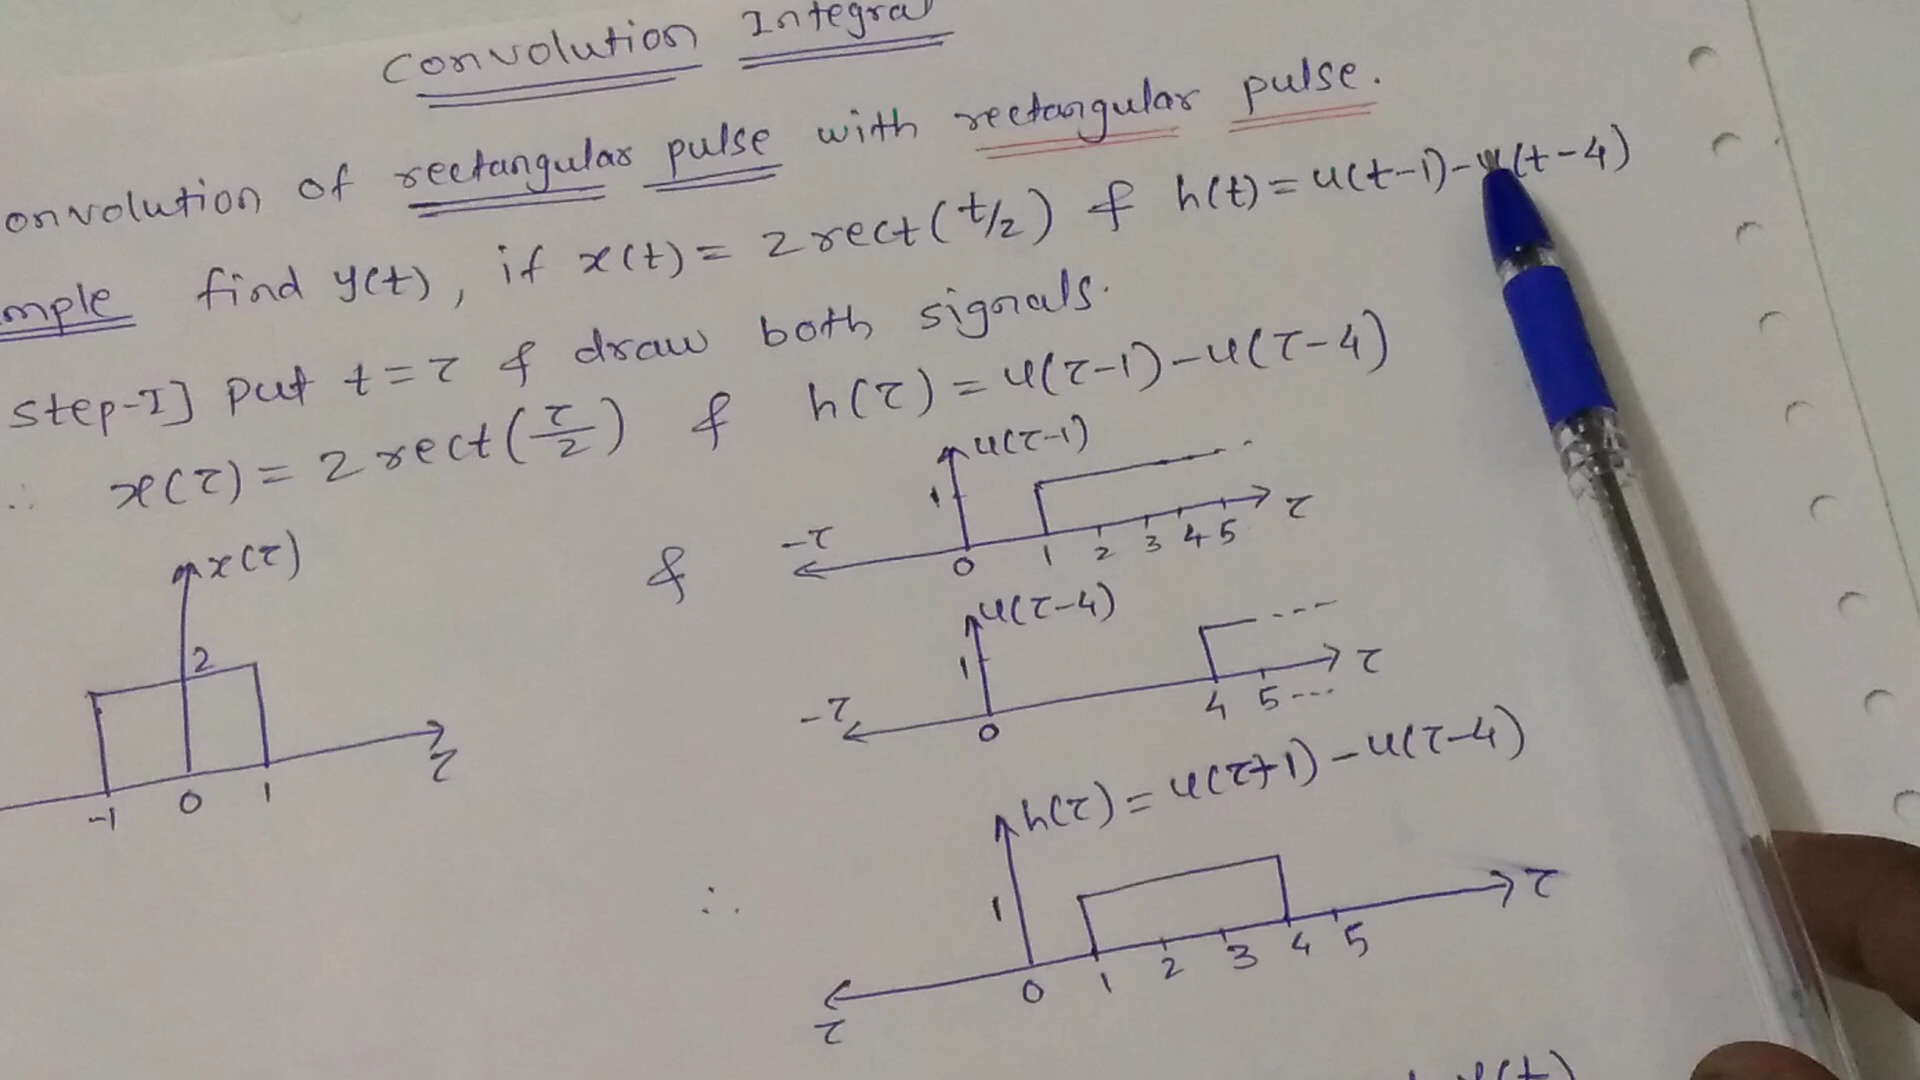 Convolution Integral
onvolution of rectangular pulse with rectangular pulse.
mple find y(t), if x(t) = 2 rect(t/2) & h(t) = u(t-1)-u(t-4)
step-I] put t = τ & draw both signals.
∴ x(τ) = 2 rect(τ/2) & h(τ) = u(τ-1)-u(τ-4)
u(τ-1)
1
-τ 0 1 2 3 4 5 τ
x(τ) &
2
-1 0 1 τ
u(τ-4)
1
-τ 0 4 5 --- τ
∴ h(τ) = u(τ+1)-u(τ-4)
1
τ 0 1 2 3 4 5 τ